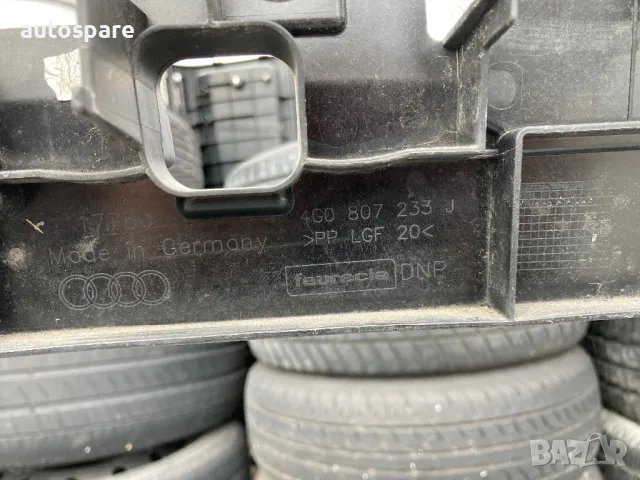 autospare
4G0 807 233 J
Made in Germany
>PP LGF 20<
faurecia
DNP
BAZAR